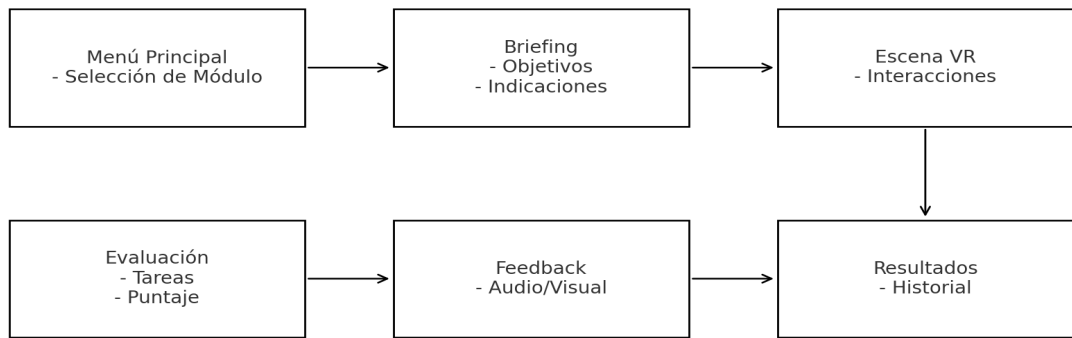 Menú Principal
- Selección de Módulo
Briefing
- Objetivos
- Indicaciones
Escena VR
- Interacciones
Evaluación
- Tareas
- Puntaje
Feedback
- Audio/Visual
Resultados
- Historial